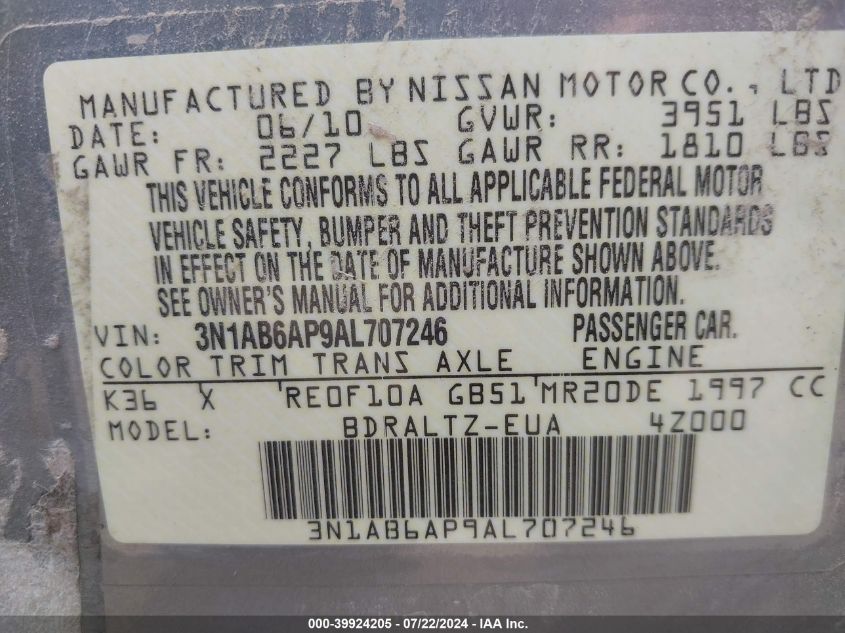 MANUFACTURED BY NISSAN MOTOR CO., LTD
DATE: 06/10 GVWR: 3951 LBS
GAWR FR: 2227 LBS GAWR RR: 1810 LBS
THIS VEHICLE CONFORMS TO ALL APPLICABLE FEDERAL MOTOR
VEHICLE SAFETY, BUMPER AND THEFT PREVENTION STANDARDS
IN EFFECT ON THE DATE OF MANUFACTURE SHOWN ABOVE.
SEE OWNER'S MANUAL FOR ADDITIONAL INFORMATION.
VIN: 3N1AB6AP9AL707246 PASSENGER CAR.
COLOR TRIM TRANS AXLE ENGINE
K36 X RE0F10A GB51 MR20DE 1997 CC
MODEL: BDRALTZ-EUA 4Z000
3N1AB6AP9AL707246
000-39924205 - 07/22/2024 - IAA Inc.